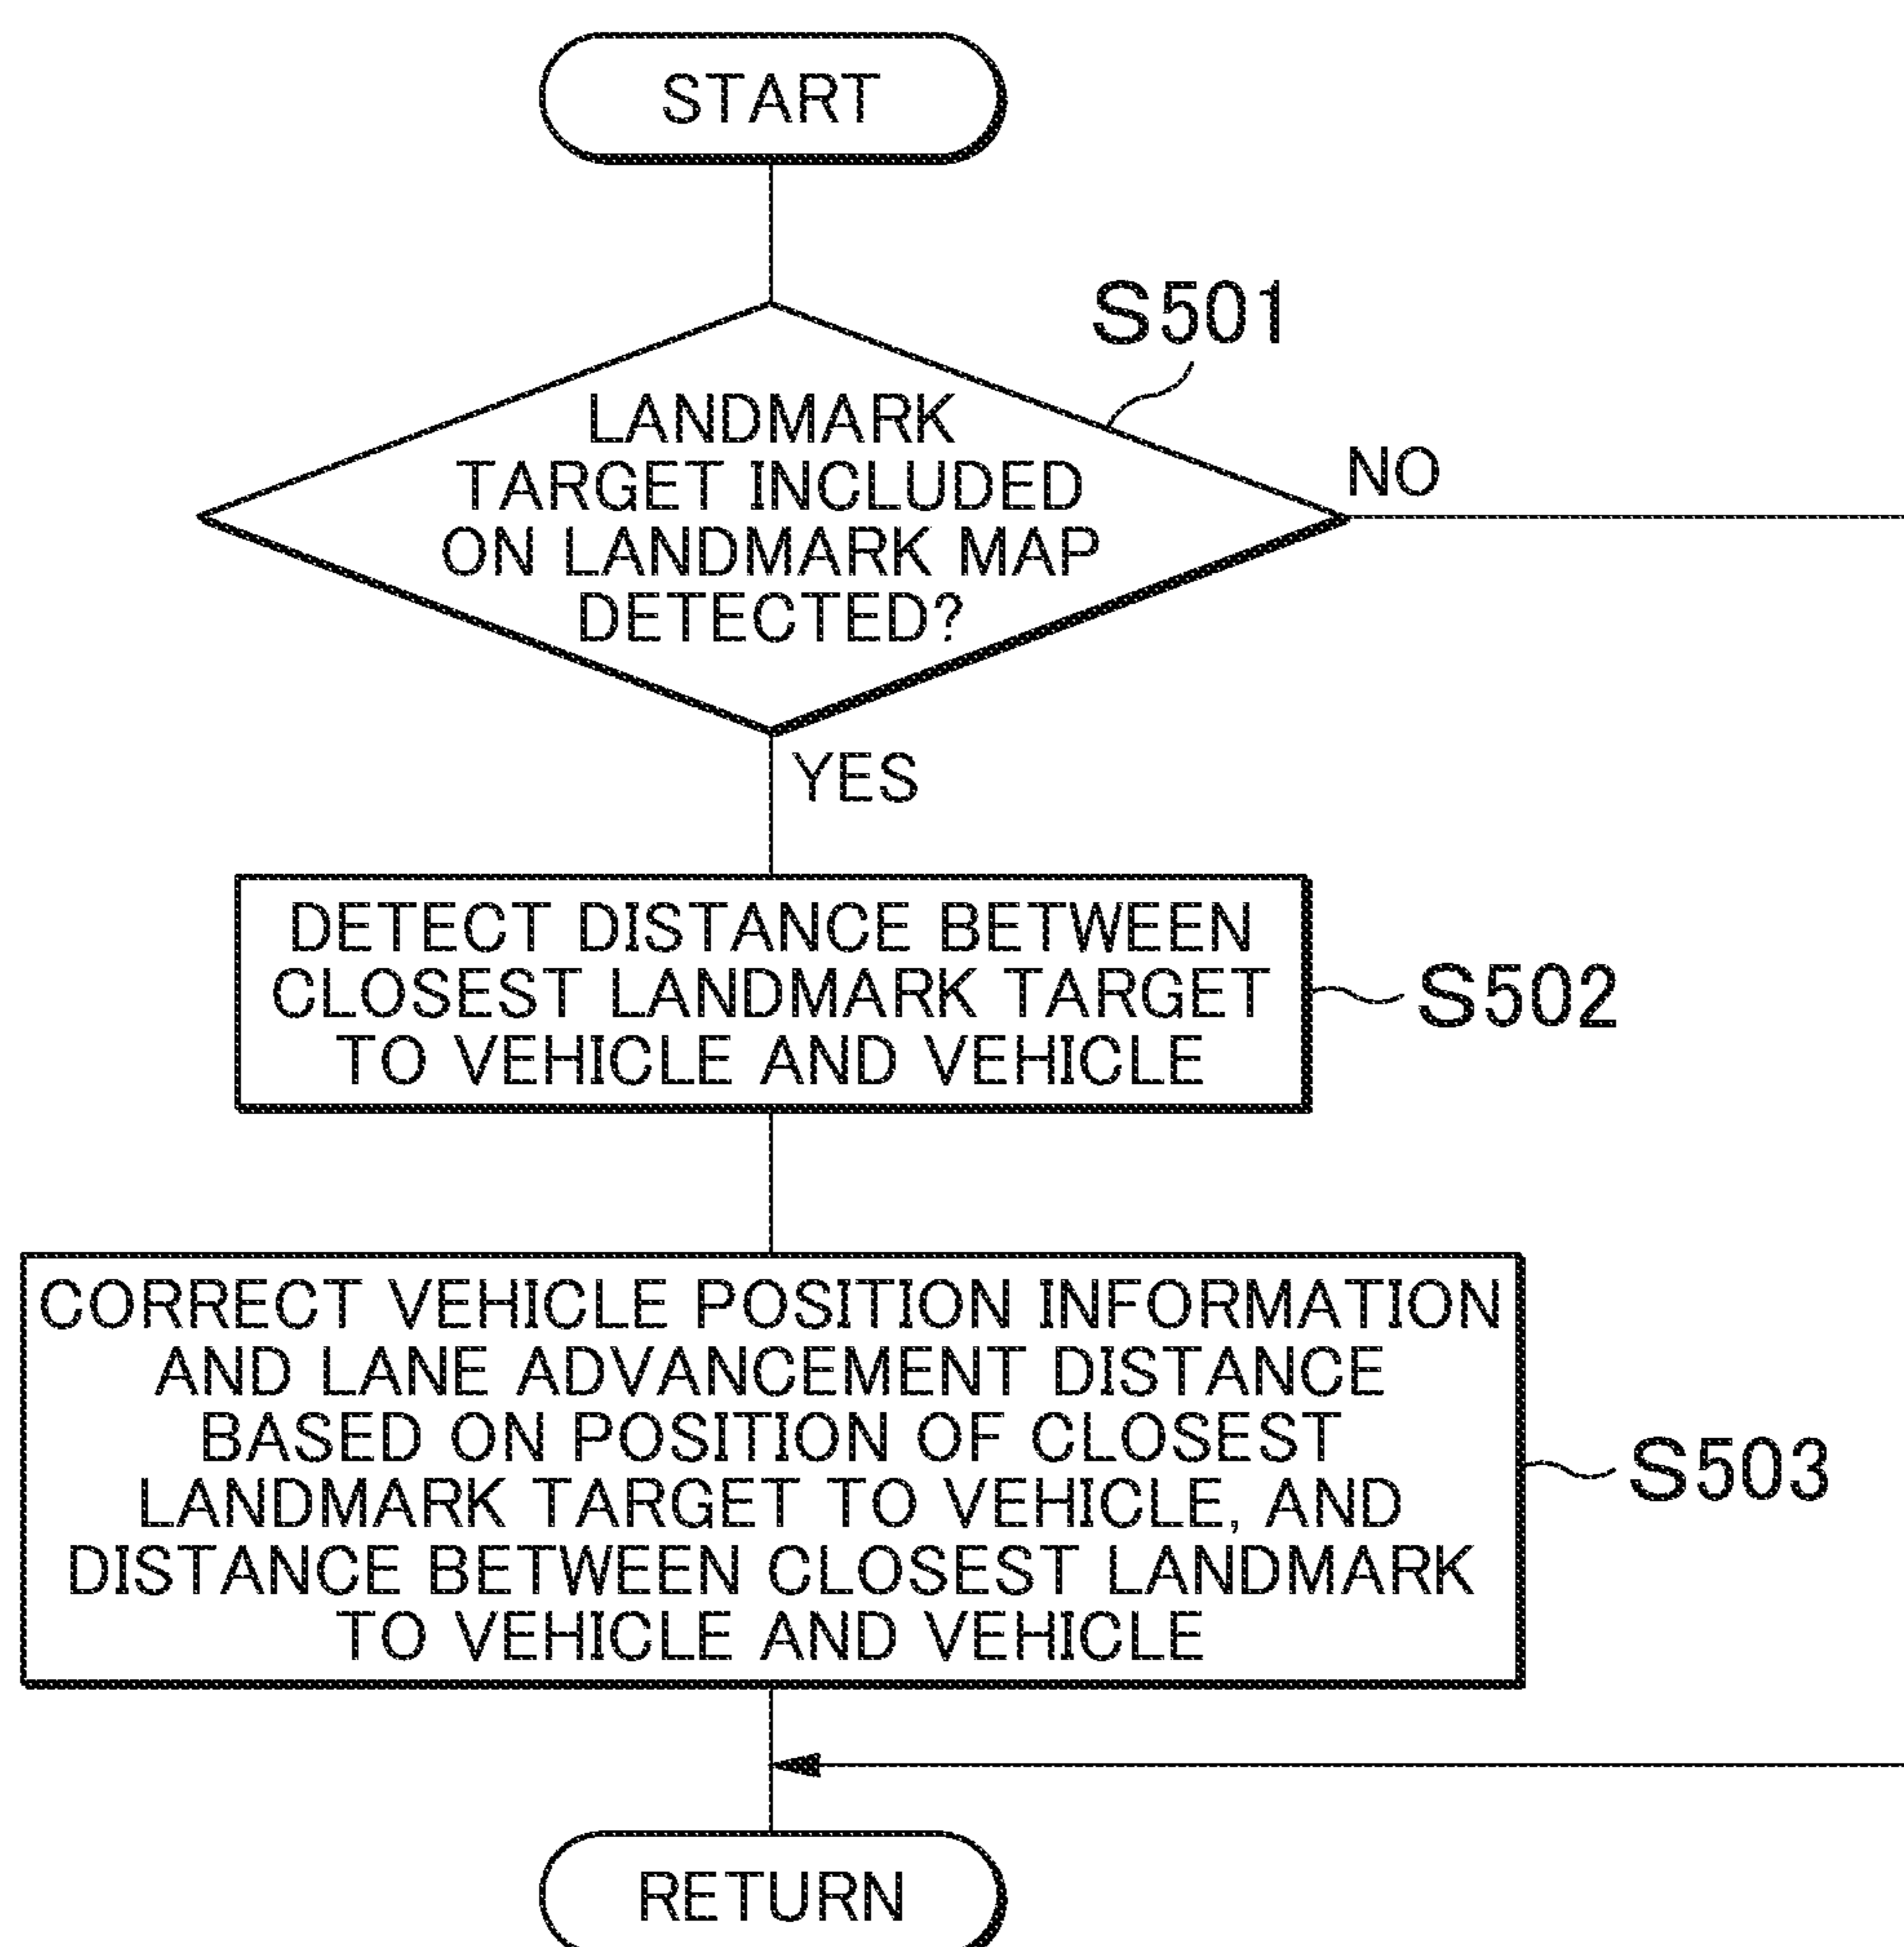 START
S501
LANDMARK
TARGET INCLUDED
ON LANDMARK MAP
DETECTED?
NO
YES
DETECT DISTANCE BETWEEN
CLOSEST LANDMARK TARGET
TO VEHICLE AND VEHICLE
S502
CORRECT VEHICLE POSITION INFORMATION
AND LANE ADVANCEMENT DISTANCE
BASED ON POSITION OF CLOSEST
LANDMARK TARGET TO VEHICLE, AND
DISTANCE BETWEEN CLOSEST LANDMARK
TO VEHICLE AND VEHICLE
S503
RETURN